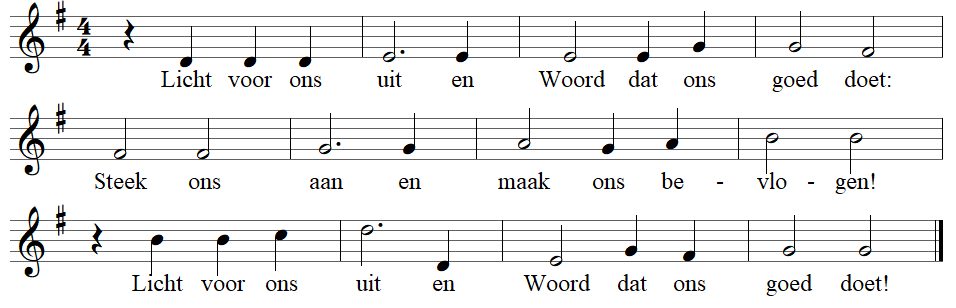 Licht voor ons uit en Woord dat ons goed doet:
Steek ons aan en maak ons be - vlo - gen!
Licht voor ons uit en Woord dat ons goed doet!